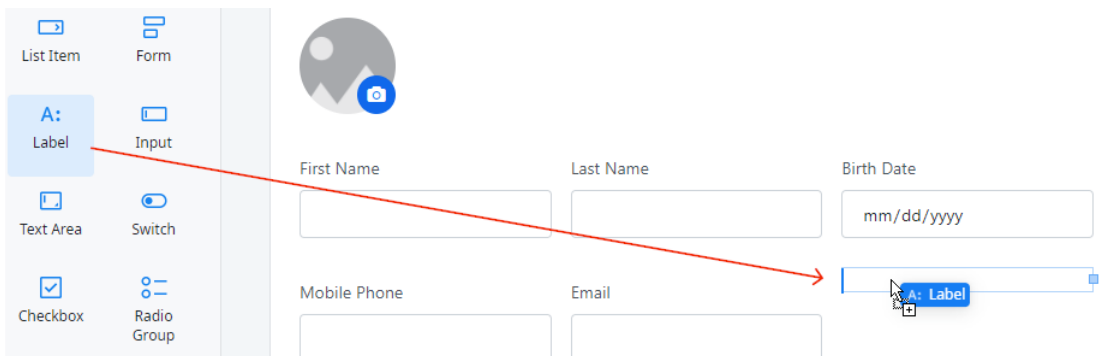 List Item
Form
A:
Label
Input
Text Area
Switch
Checkbox
Radio
Group
First Name
Last Name
Birth Date
mm/dd/yyyy
Mobile Phone
Email
A: Label